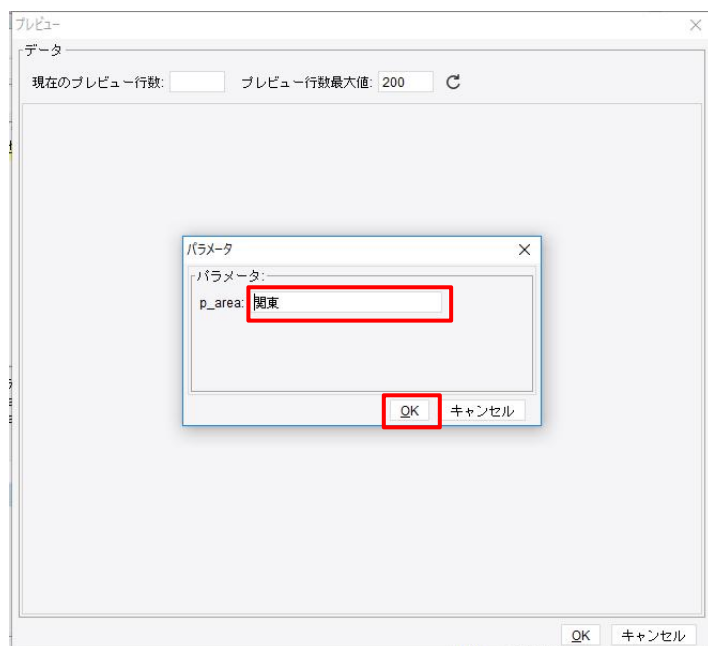 プレビュー
データ
現在のプレビュー行数: プレビュー行数最大値: 200
パラメータ
パラメータ:
p_area: 関東
OK キャンセル
OK キャンセル